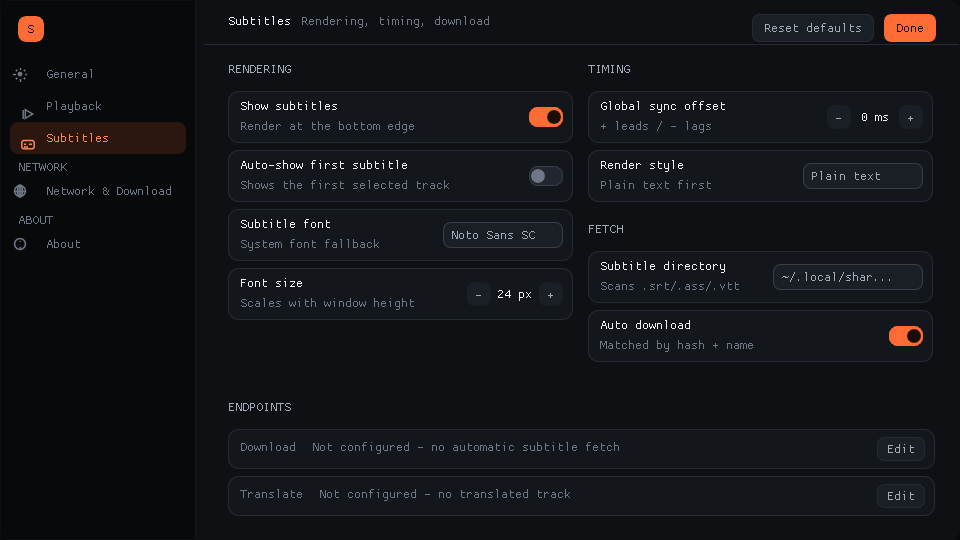 S
General
Playback
Subtitles
NETWORK
Network & Download
ABOUT
About
Subtitles Rendering, timing, download
Reset defaults
Done
RENDERING
Show subtitles
Render at the bottom edge
Auto-show first subtitle
Shows the first selected track
Subtitle font
System font fallback
Noto Sans SC
Font size
Scales with window height
- 24 px +
TIMING
Global sync offset
+ leads / - lags
- 0 ms +
Render style
Plain text first
Plain text
FETCH
Subtitle directory
Scans .srt/.ass/.vtt
~/.local/shar...
Auto download
Matched by hash + name
ENDPOINTS
Download Not configured - no automatic subtitle fetch
Edit
Translate Not configured - no translated track
Edit